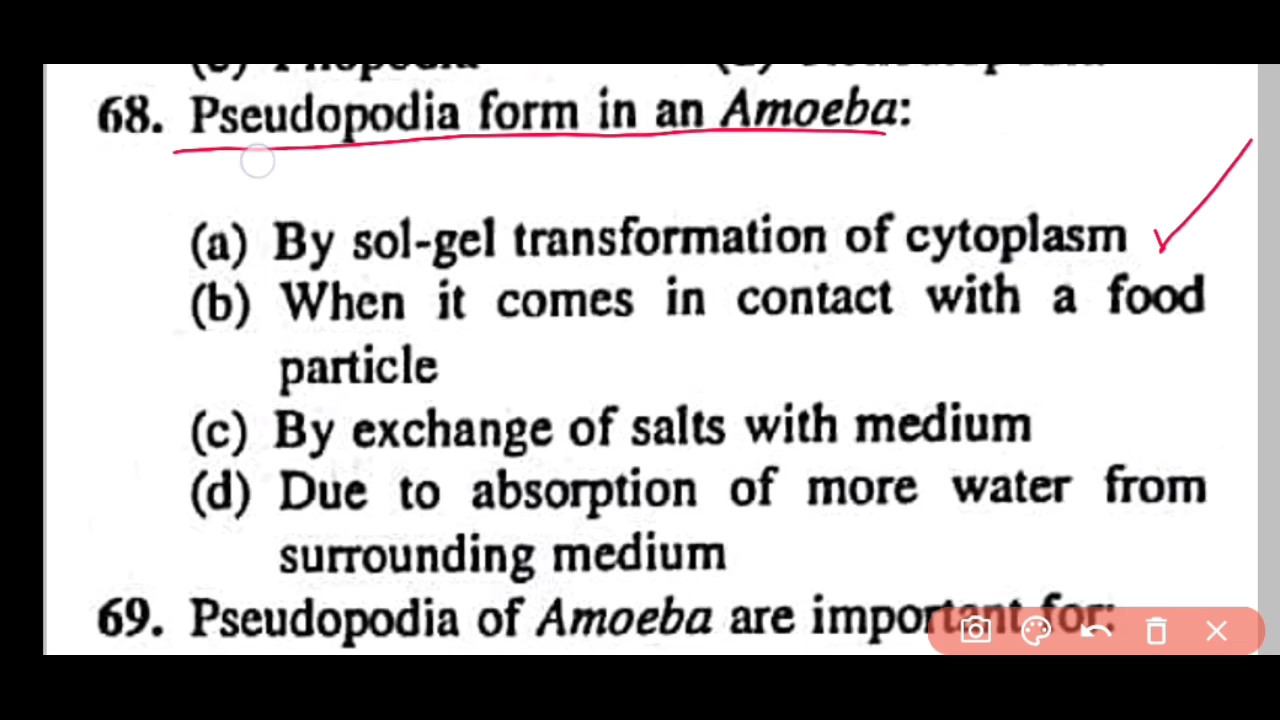 68. Pseudopodia form in an Amoeba:
(a) By sol-gel transformation of cytoplasm
(b) When it comes in contact with a food
particle
(c) By exchange of salts with medium
(d) Due to absorption of more water from
surrounding medium
69. Pseudopodia of Amoeba are important for: